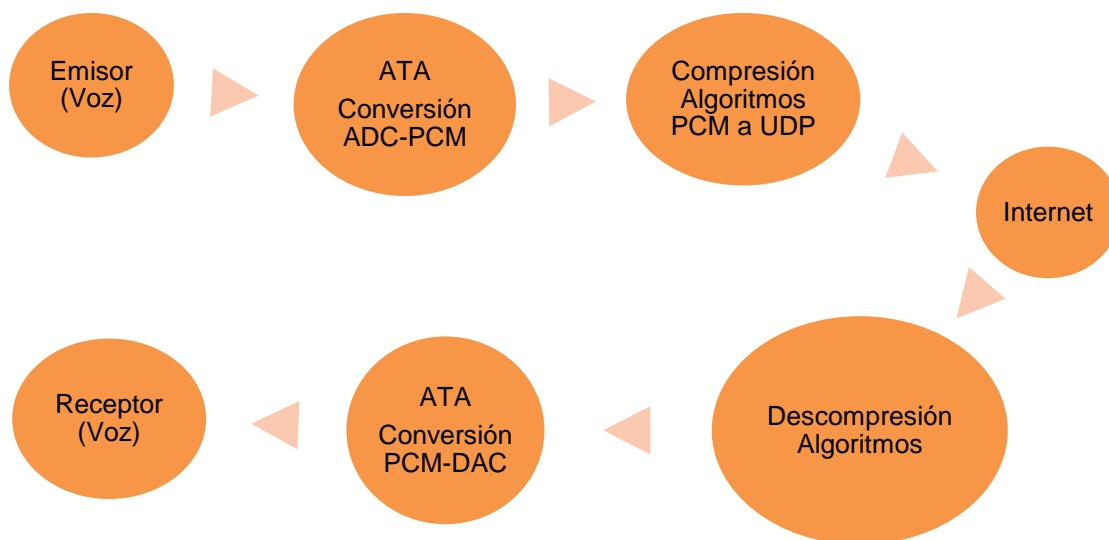 Emisor
(Voz)
ATA
Conversión
ADC-PCM
Compresión
Algoritmos
PCM a UDP
Internet
Descompresión
Algoritmos
ATA
Conversión
PCM-DAC
Receptor
(Voz)